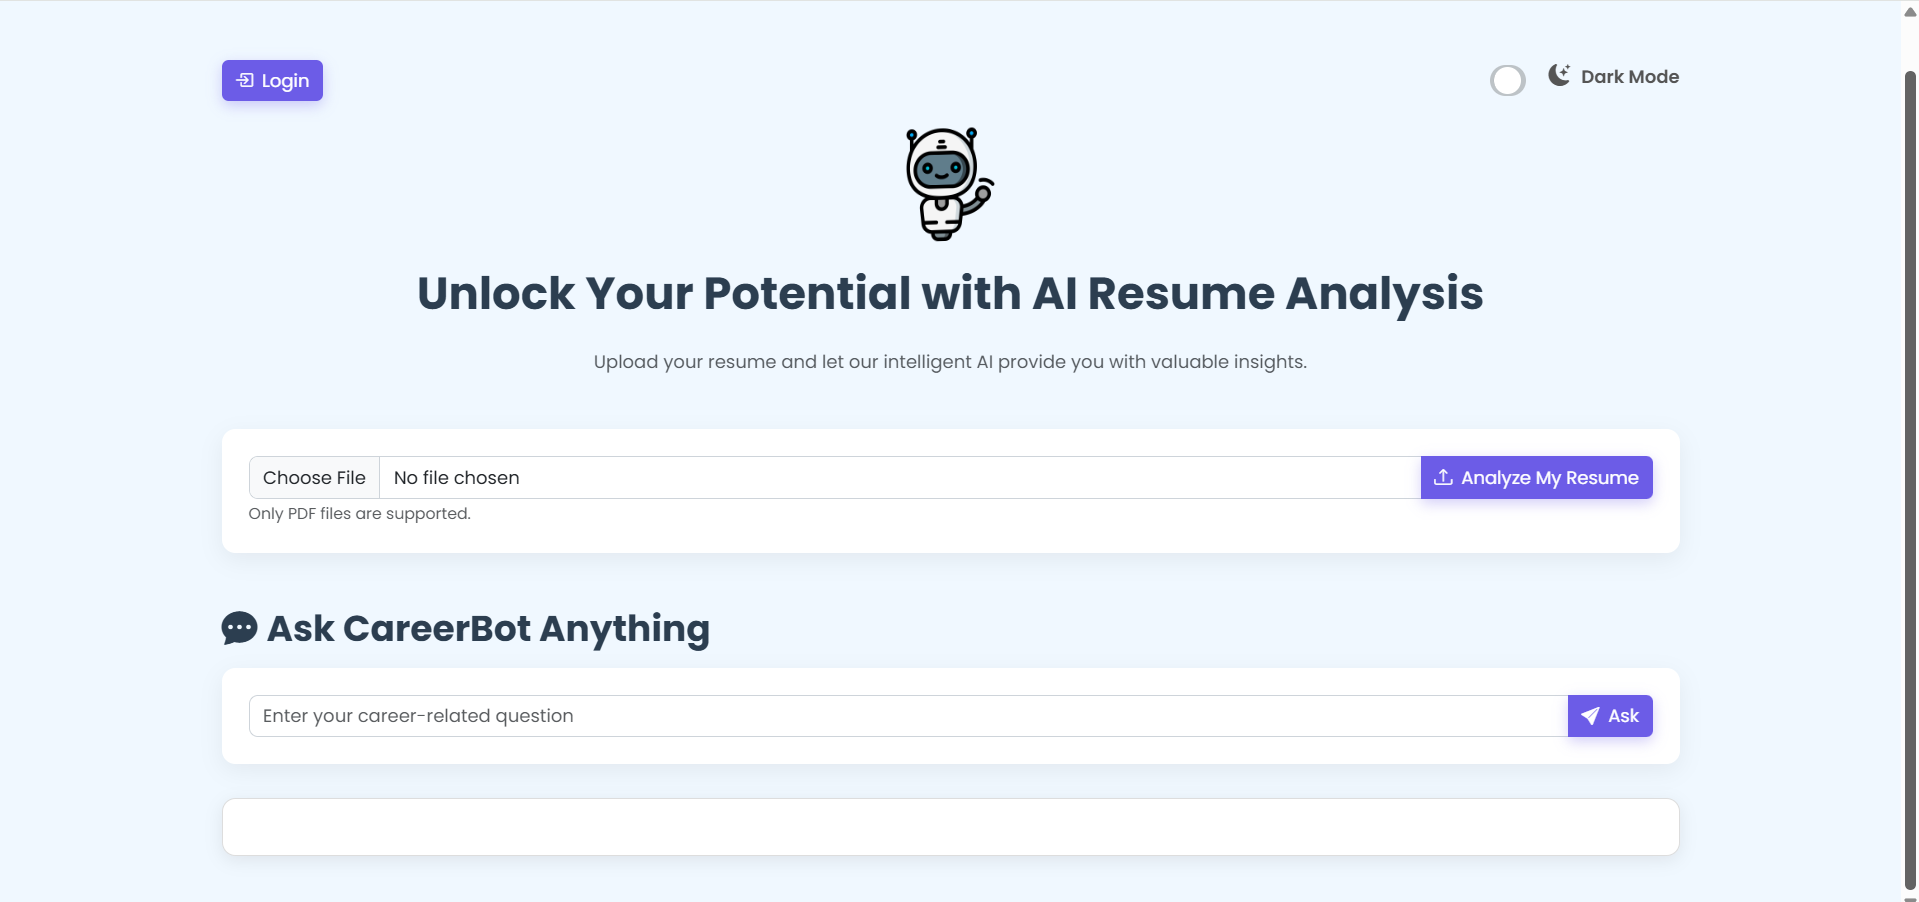 Login
Dark Mode
Unlock Your Potential with AI Resume Analysis
Upload your resume and let our intelligent AI provide you with valuable insights.
Choose File No file chosen
Analyze My Resume
Only PDF files are supported.
Ask CareerBot Anything
Enter your career-related question
Ask